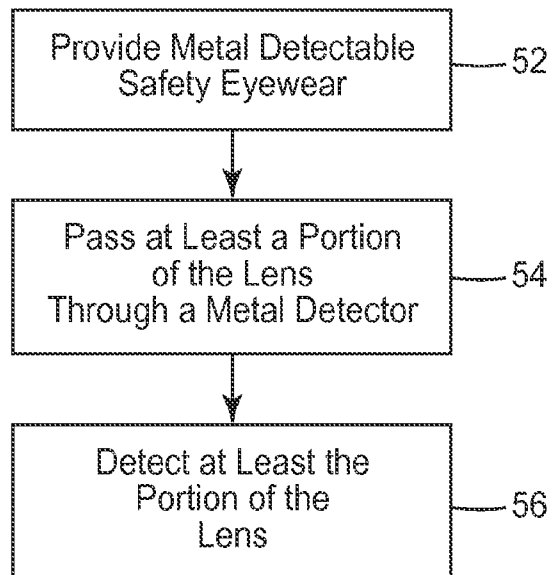 Provide Metal Detectable
Safety Eyewear
52
Pass at Least a Portion
of the Lens
Through a Metal Detector
54
Detect at Least the
Portion of the
Lens
56